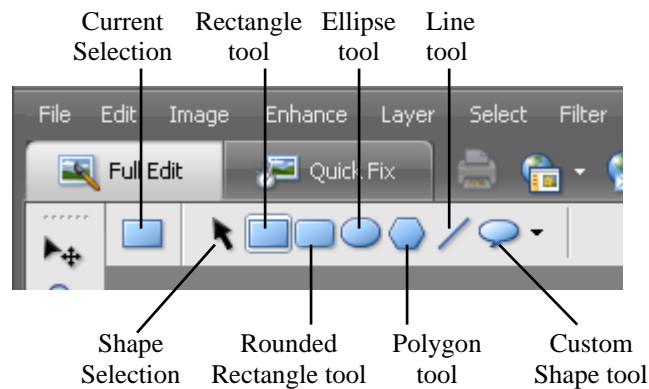 Current Rectangle Ellipse Line
Selection tool tool tool
File Edit Image Enhance Layer Select Filter
Full Edit Quick Fix
Shape Rounded Polygon Custom
Selection Rectangle tool tool Shape tool